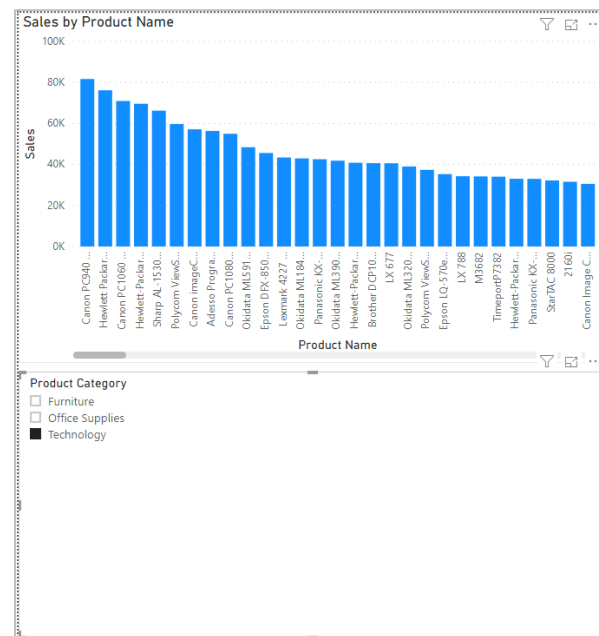 Sales by Product Name
100K
80K
60K
40K
20K
0K
Sales
Canon PC940 ...
Hewlett Packar...
Canon PC1060 ...
Hewlett-Packar...
Sharp AL-1530...
Polycom ViewS...
Canon imageC...
Adesso Progra...
Canon PC1080...
Okidata ML591...
Epson DFX-850...
Lexmark 4227 ...
Okidata ML184...
Panasonic KX-...
Okidata ML390...
Hewlett-Packar...
Brother DCP10...
LX 677
Okidata ML320...
Polycom ViewS...
Epson LQ-570e...
LX 788
M3682
TimeportP7382
Hewlett-Packar...
Panasonic KX-...
StarTAC 8000
2160i
Canon Image C...
Product Name
Product Category
Furniture
Office Supplies
Technology